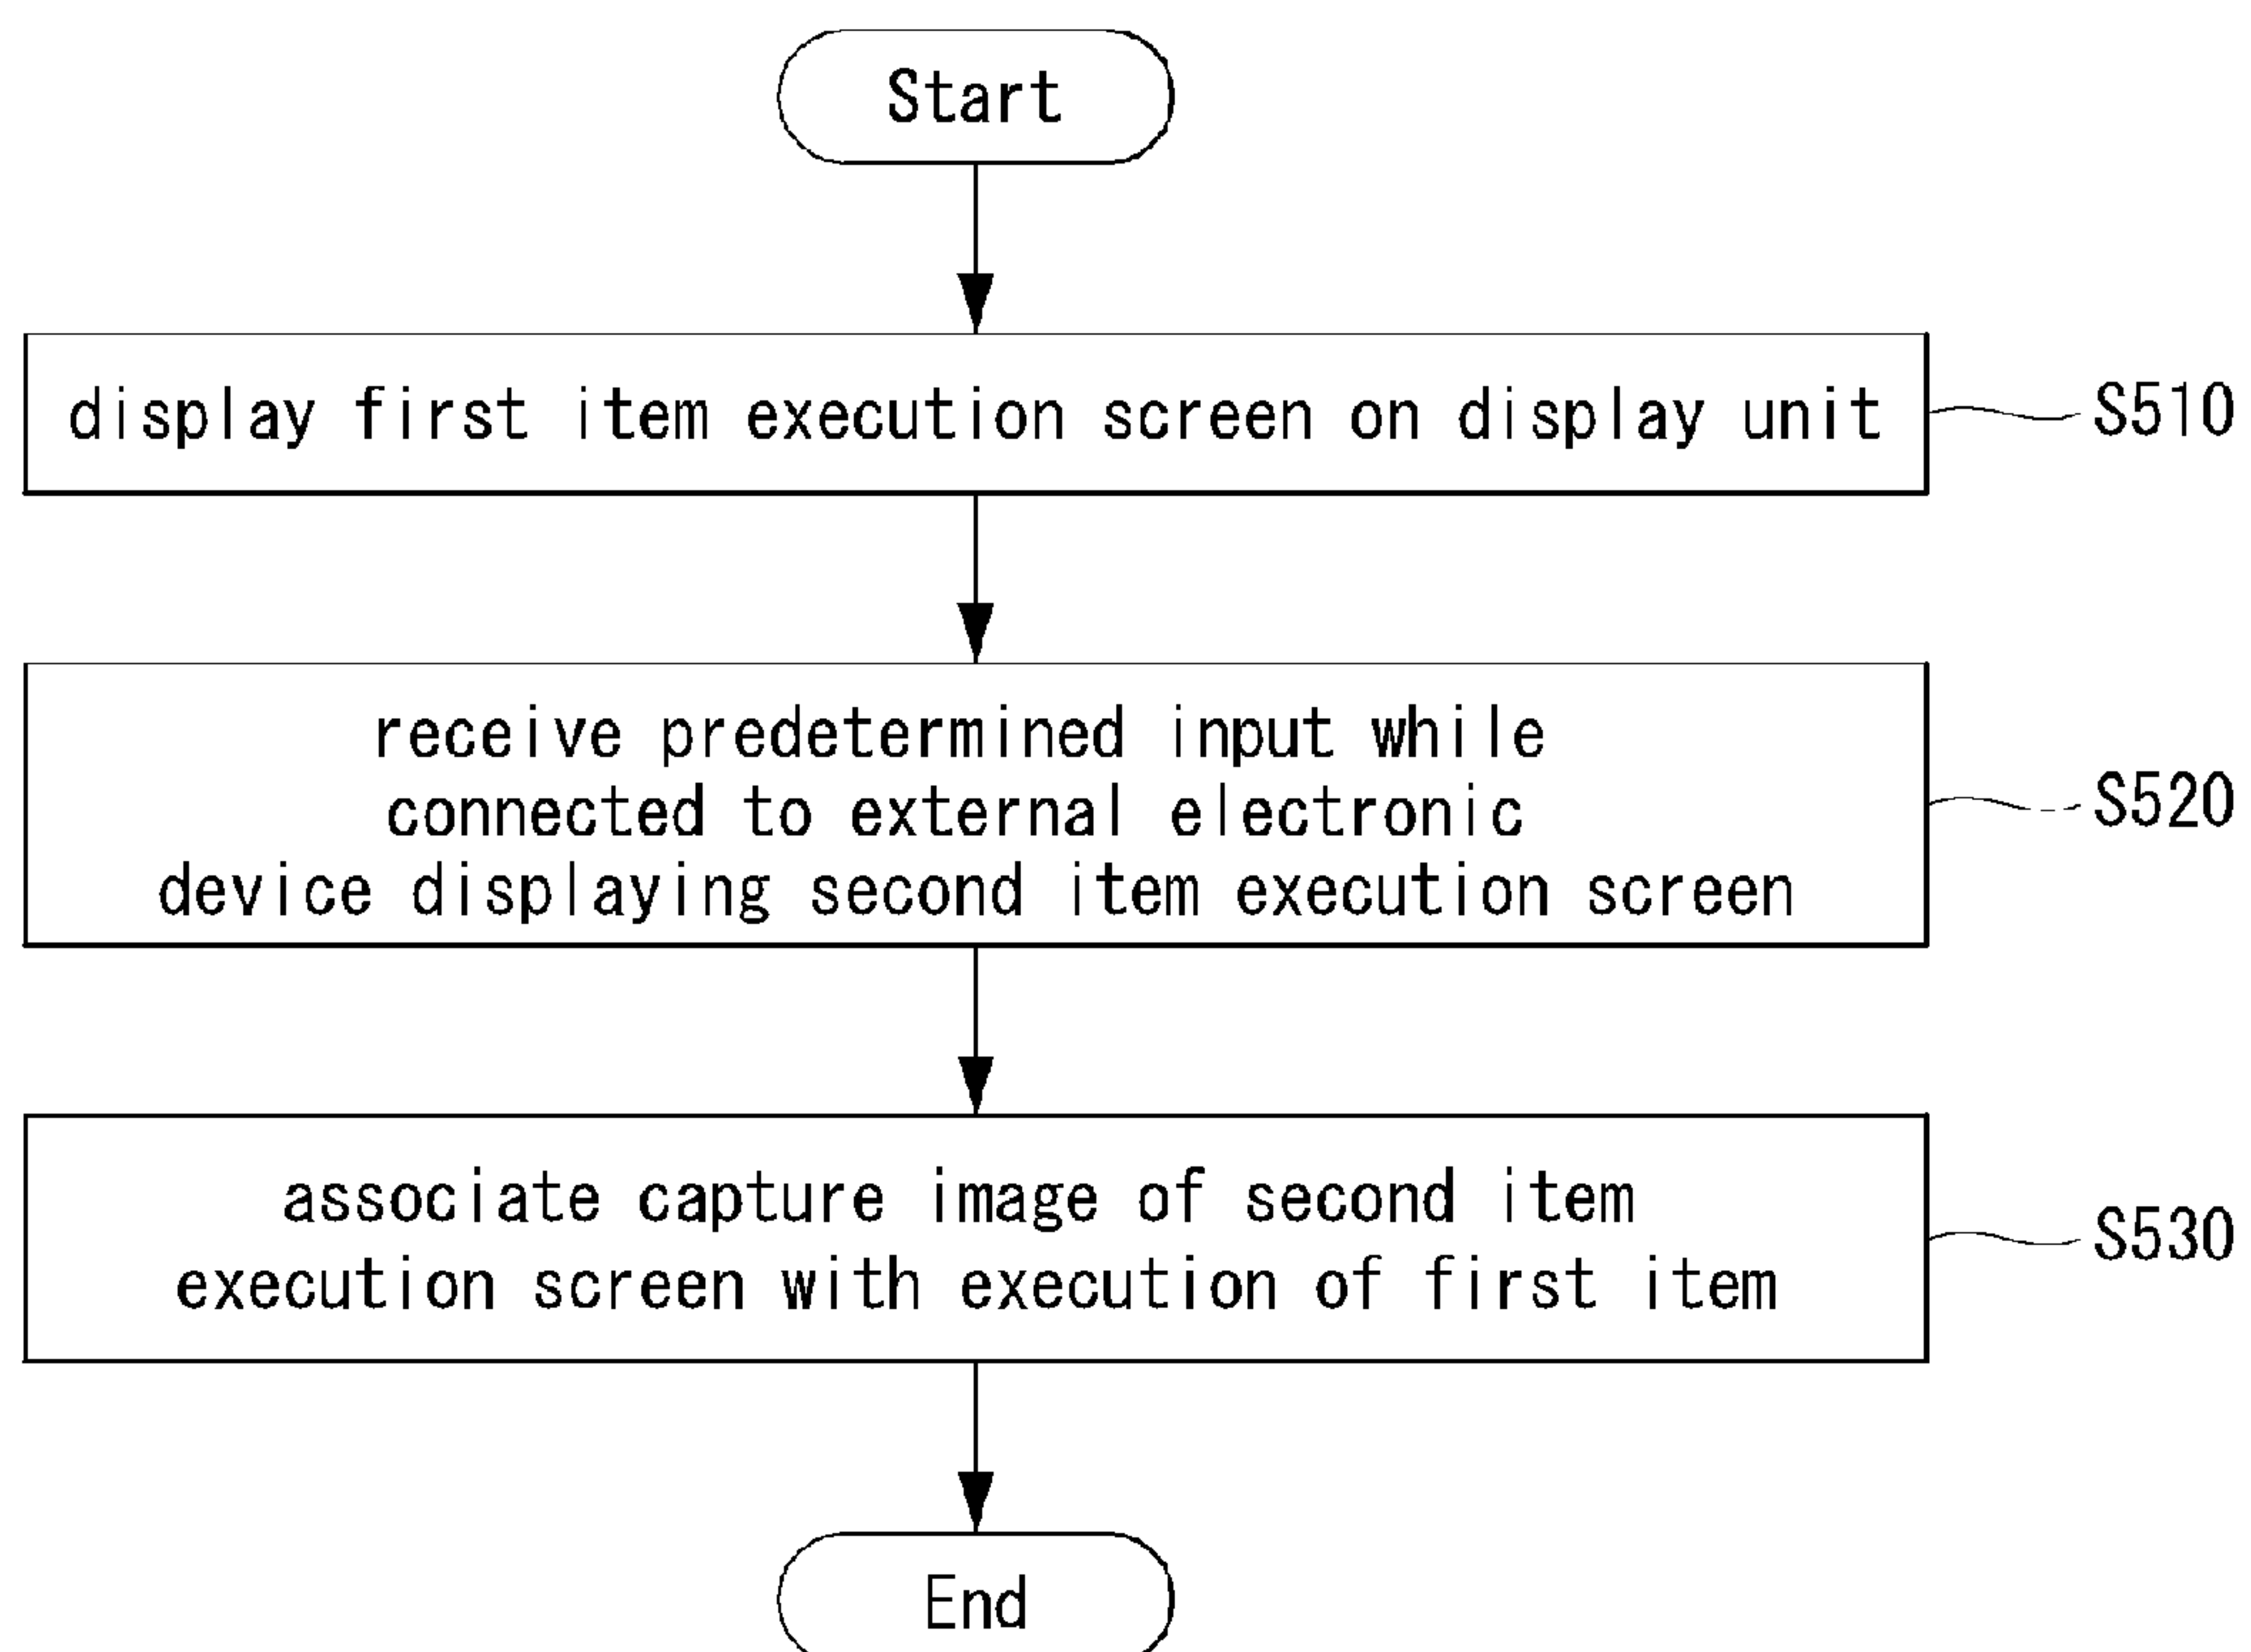 Start
display first item execution screen on display unit
S510
receive predetermined input while
connected to external electronic
device displaying second item execution screen
S520
associate capture image of second item
execution screen with execution of first item
S530
End